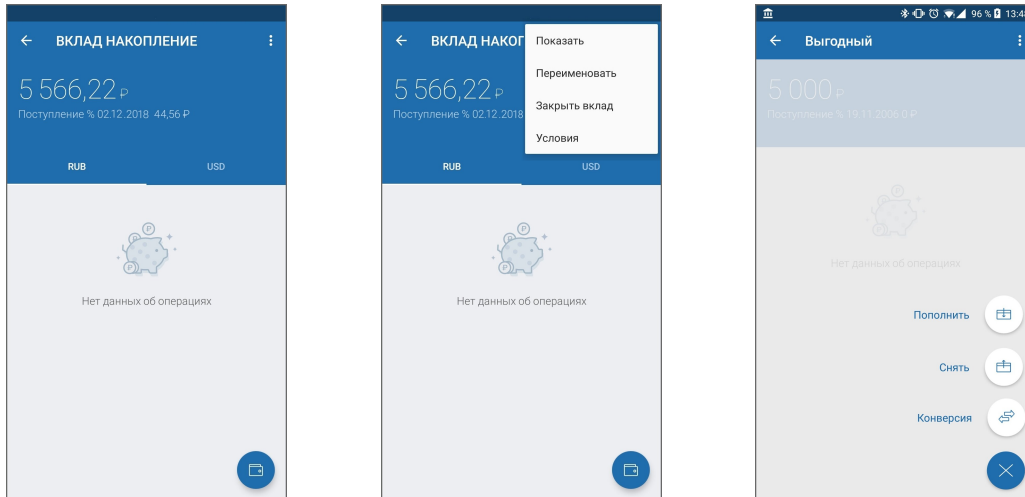 ВКЛАД НАКОПЛЕНИЕ
5 566,22 ₽
Поступление % 02.12.2018 44,56 ₽
RUB USD
Нет данных об операциях
ВКЛАД НАКОП
Показать
Переименовать
Закрыть вклад
Условия
5 566,22 ₽
Поступление % 02.12.2018
RUB USD
Нет данных об операциях
96 % 13:48
Выгодный
5 000 ₽
Поступление % 19.11.2006 0 ₽
Нет данных об операциях
Пополнить
Снять
Конверсия